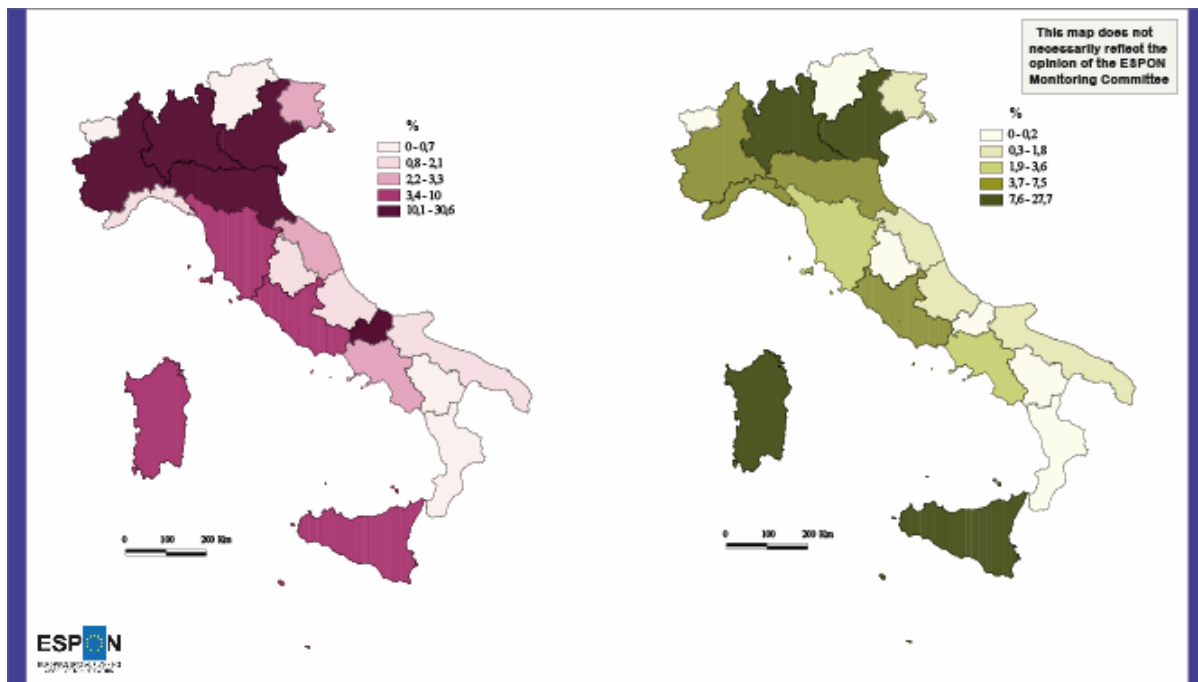 This map does not
necessarily reflect the
opinion of the ESPON
Monitoring Committee
%
0 - 0,7
0,8 - 2,1
2,2 - 3,3
3,4 - 10
10,1 - 30,6
%
0 - 0,2
0,3 - 1,8
1,9 - 3,6
3,7 - 7,5
7,6 - 27,7
0 100 200 Km
0 100 200 Km
ESPON